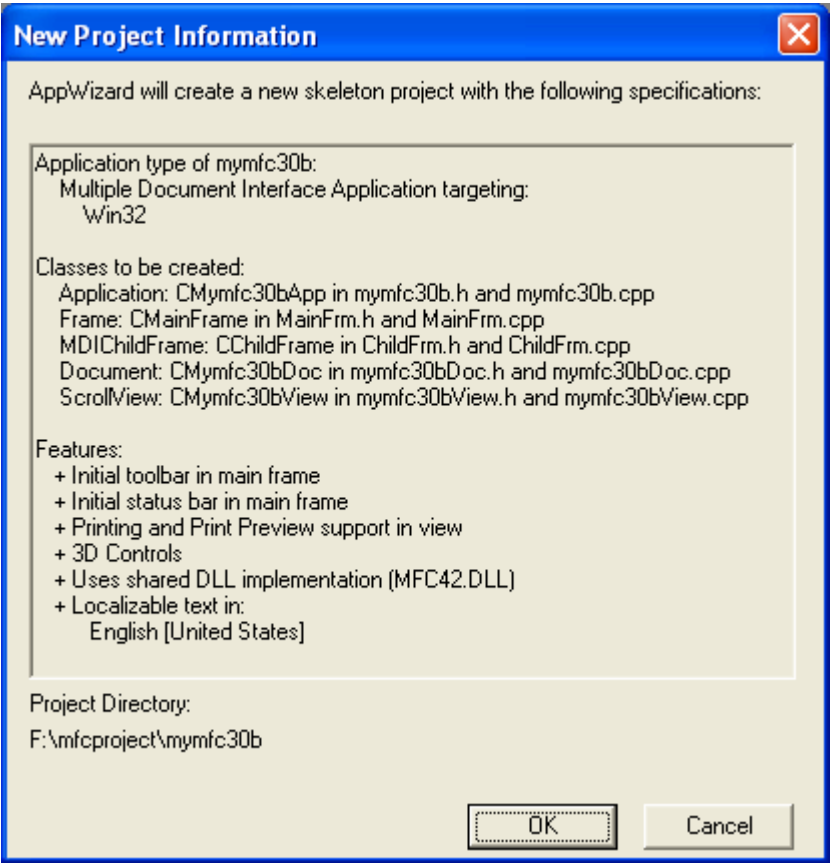 New Project Information
AppWizard will create a new skeleton project with the following specifications:
Application type of mymfc30b:
Multiple Document Interface Application targeting:
Win32
Classes to be created:
Application: CMymfc30bApp in mymfc30b.h and mymfc30b.cpp
Frame: CMainFrame in MainFrm.h and MainFrm.cpp
MDIChildFrame: CChildFrame in ChildFrm.h and ChildFrm.cpp
Document: CMymfc30bDoc in mymfc30bDoc.h and mymfc30bDoc.cpp
ScrollView: CMymfc30bView in mymfc30bView.h and mymfc30bView.cpp
Features:
+ Initial toolbar in main frame
+ Initial status bar in main frame
+ Printing and Print Preview support in view
+ 3D Controls
+ Uses shared DLL implementation (MFC42.DLL)
+ Localizable text in:
English [United States]
Project Directory:
F:\mfcproject\mymfc30b
OK Cancel